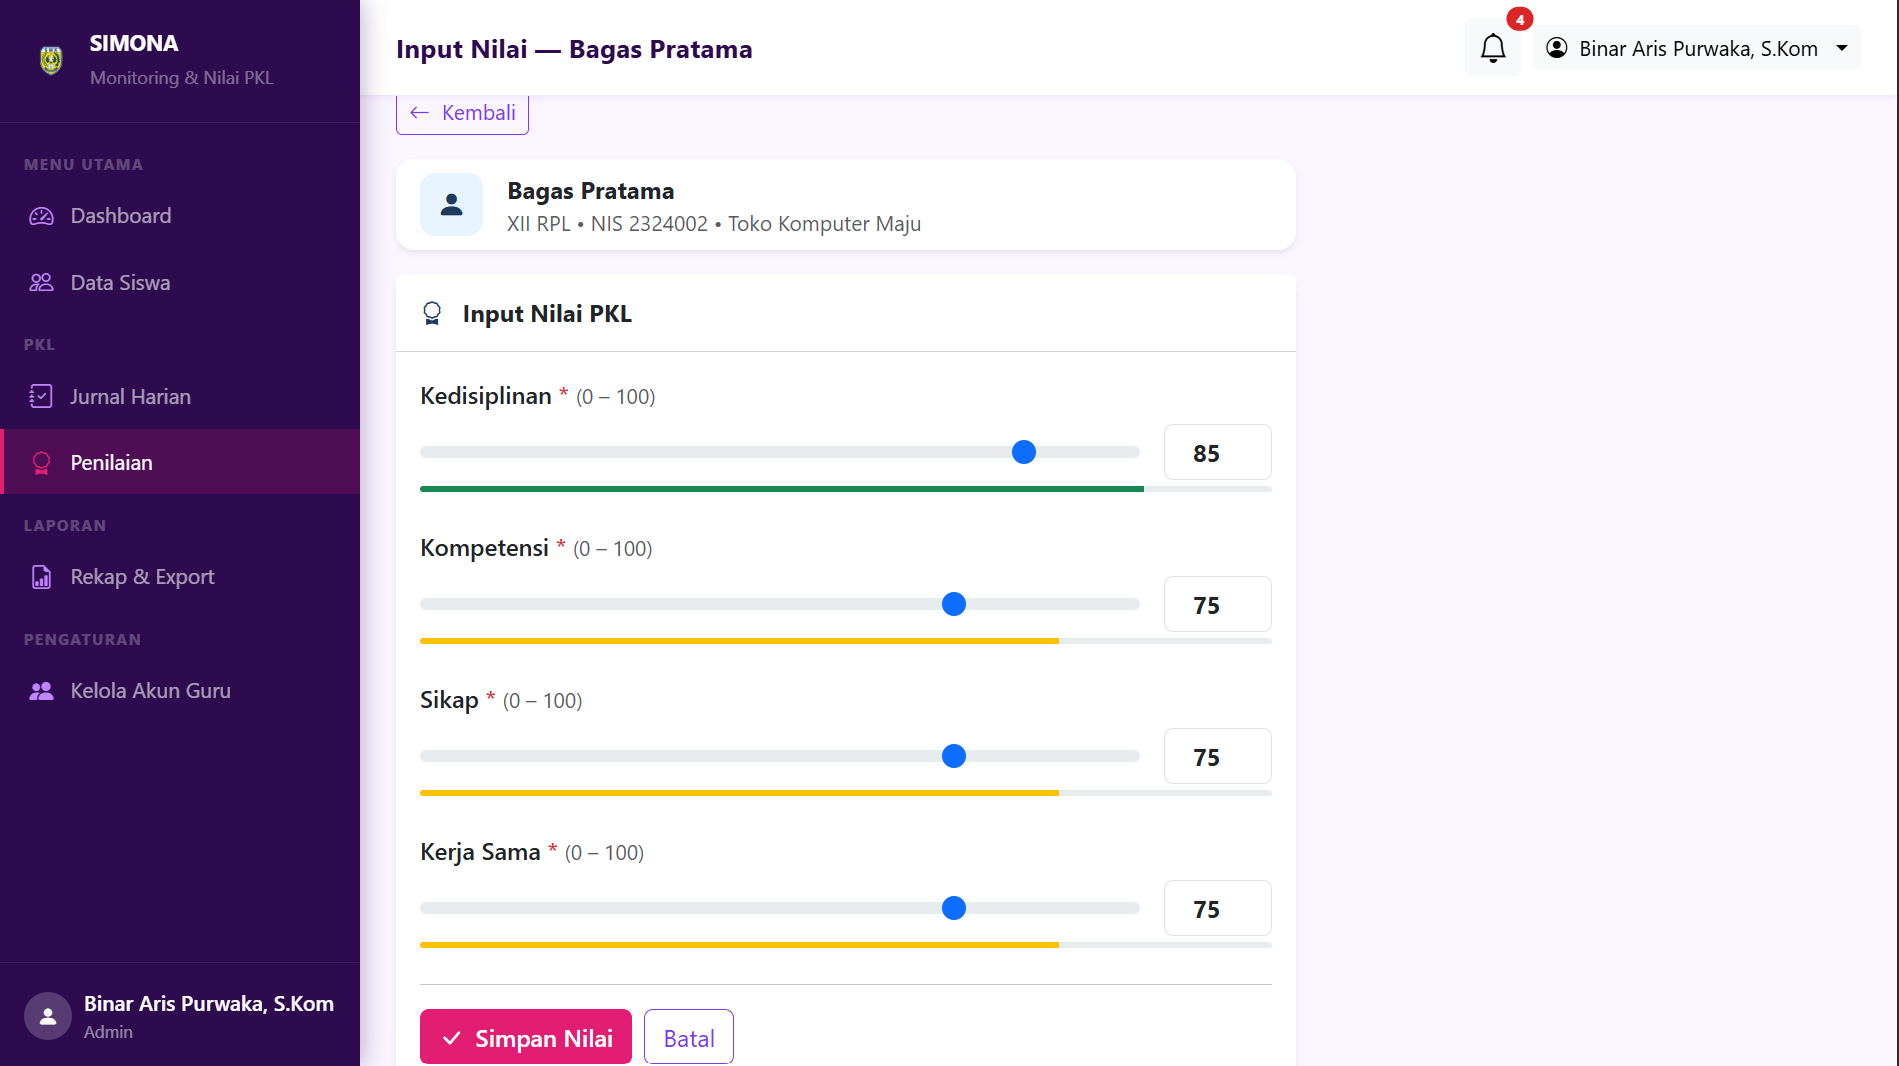 SIMONA
Monitoring & Nilai PKL
MENU UTAMA
Dashboard
Data Siswa
PKL
Jurnal Harian
Penilaian
LAPORAN
Rekap & Export
PENGATURAN
Kelola Akun Guru
Binar Aris Purwaka, S.Kom
Admin
Input Nilai — Bagas Pratama
4
Binar Aris Purwaka, S.Kom
← Kembali
Bagas Pratama
XII RPL • NIS 2324002 • Toko Komputer Maju
Input Nilai PKL
Kedisiplinan * (0 – 100)
85
Kompetensi * (0 – 100)
75
Sikap * (0 – 100)
75
Kerja Sama * (0 – 100)
75
Simpan Nilai
Batal